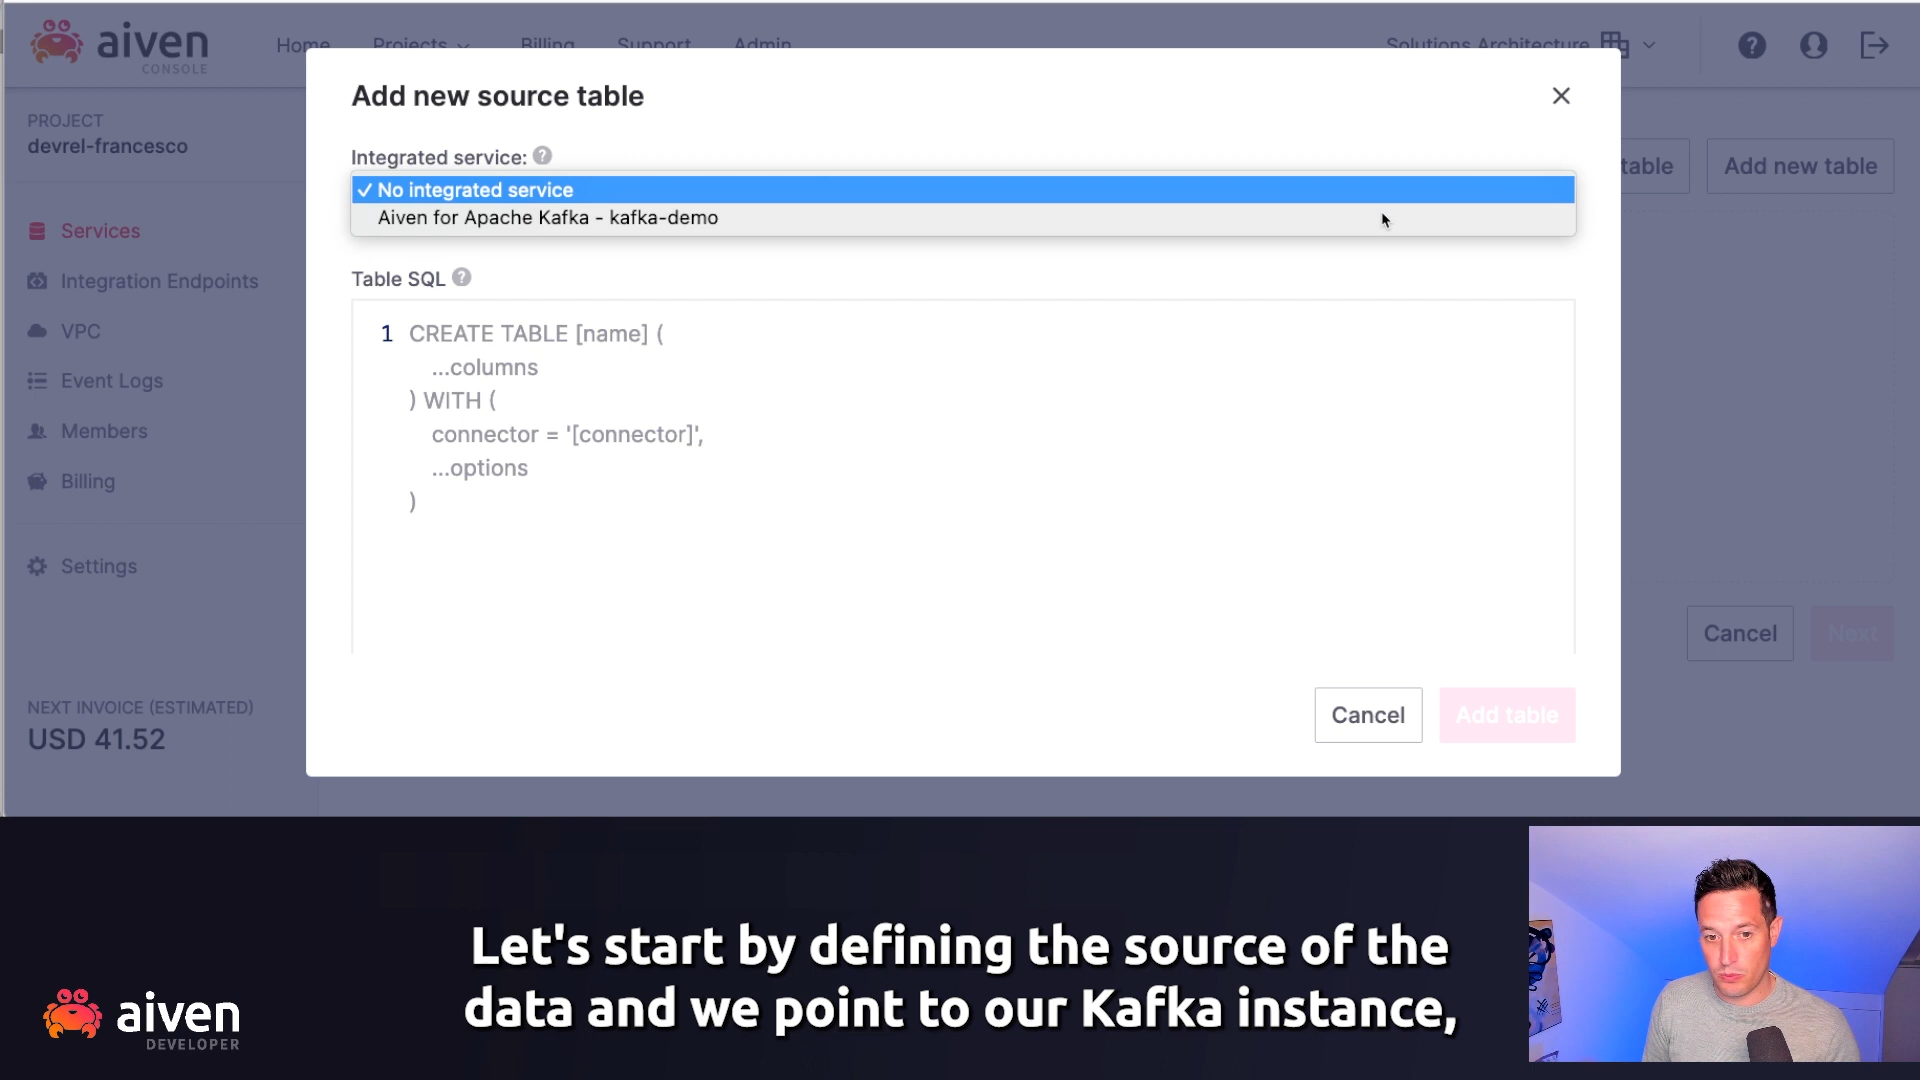 aiven
CONSOLE
Home
Projects
Billing
Support
Admin
Solutions Architecture
PROJECT
devrel-francesco
Services
Integration Endpoints
VPC
Event Logs
Members
Billing
Settings
NEXT INVOICE (ESTIMATED)
USD 41.52
table
Add new table
Cancel
Next
Add new source table
Integrated service:
✓ No integrated service
Aiven for Apache Kafka - kafka-demo
Table SQL
1 CREATE TABLE [name] (
...columns
) WITH (
connector = '[connector]',
...options
)
Cancel
Add table
Let's start by defining the source of the
data and we point to our Kafka instance,
aiven
DEVELOPER